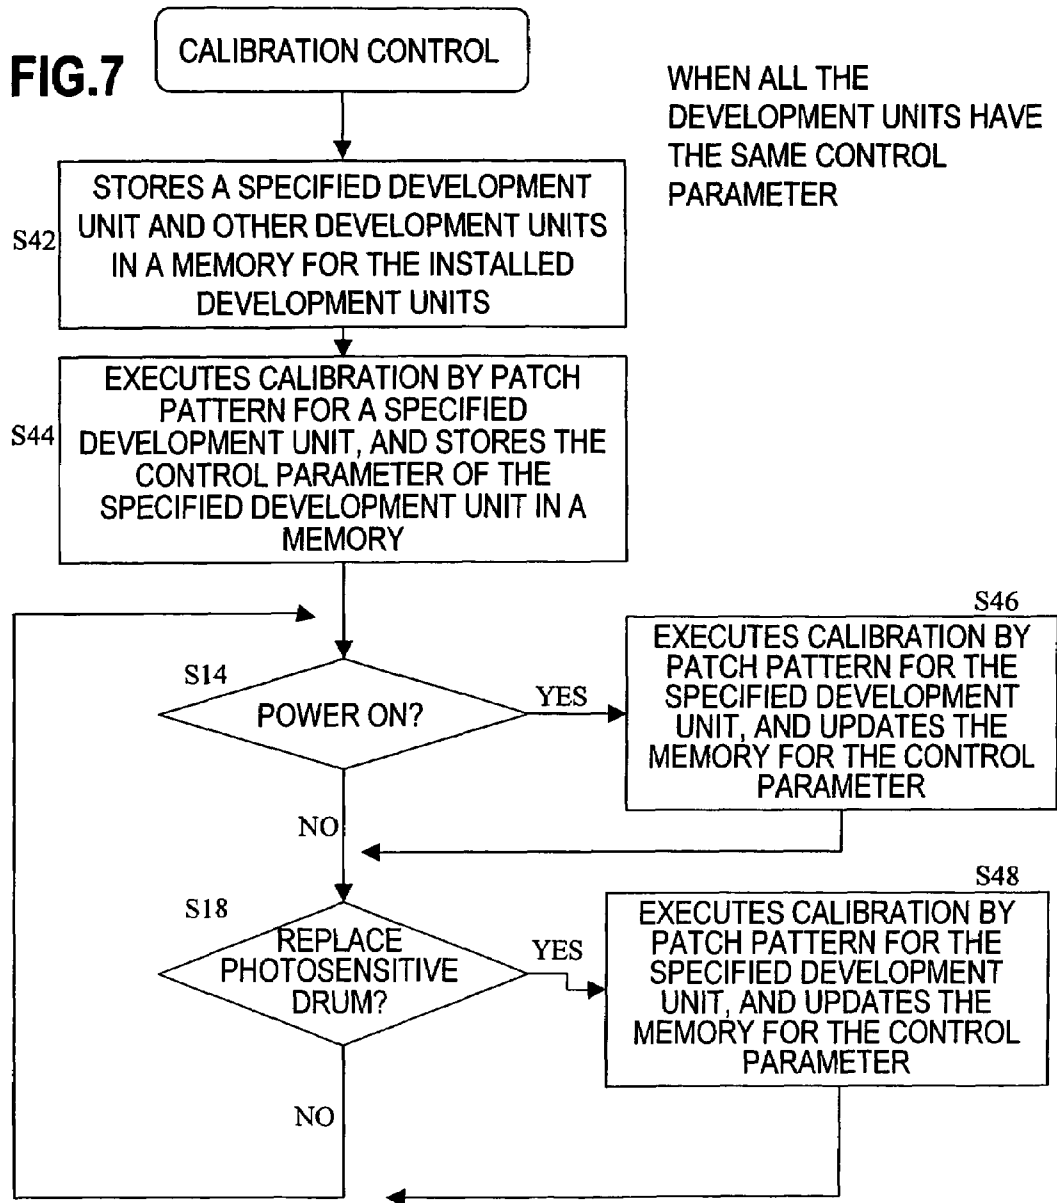 FIG.7
CALIBRATION CONTROL
WHEN ALL THE
DEVELOPMENT UNITS HAVE
THE SAME CONTROL
PARAMETER
S42
STORES A SPECIFIED DEVELOPMENT
UNIT AND OTHER DEVELOPMENT UNITS
IN A MEMORY FOR THE INSTALLED
DEVELOPMENT UNITS
S44
EXECUTES CALIBRATION BY PATCH
PATTERN FOR A SPECIFIED
DEVELOPMENT UNIT, AND STORES THE
CONTROL PARAMETER OF THE
SPECIFIED DEVELOPMENT UNIT IN A
MEMORY
S14
POWER ON?
YES
NO
S46
EXECUTES CALIBRATION BY
PATCH PATTERN FOR THE
SPECIFIED DEVELOPMENT
UNIT, AND UPDATES THE
MEMORY FOR THE CONTROL
PARAMETER
S18
REPLACE
PHOTOSENSITIVE
DRUM?
YES
NO
S48
EXECUTES CALIBRATION BY
PATCH PATTERN FOR THE
SPECIFIED DEVELOPMENT
UNIT, AND UPDATES THE
MEMORY FOR THE CONTROL
PARAMETER